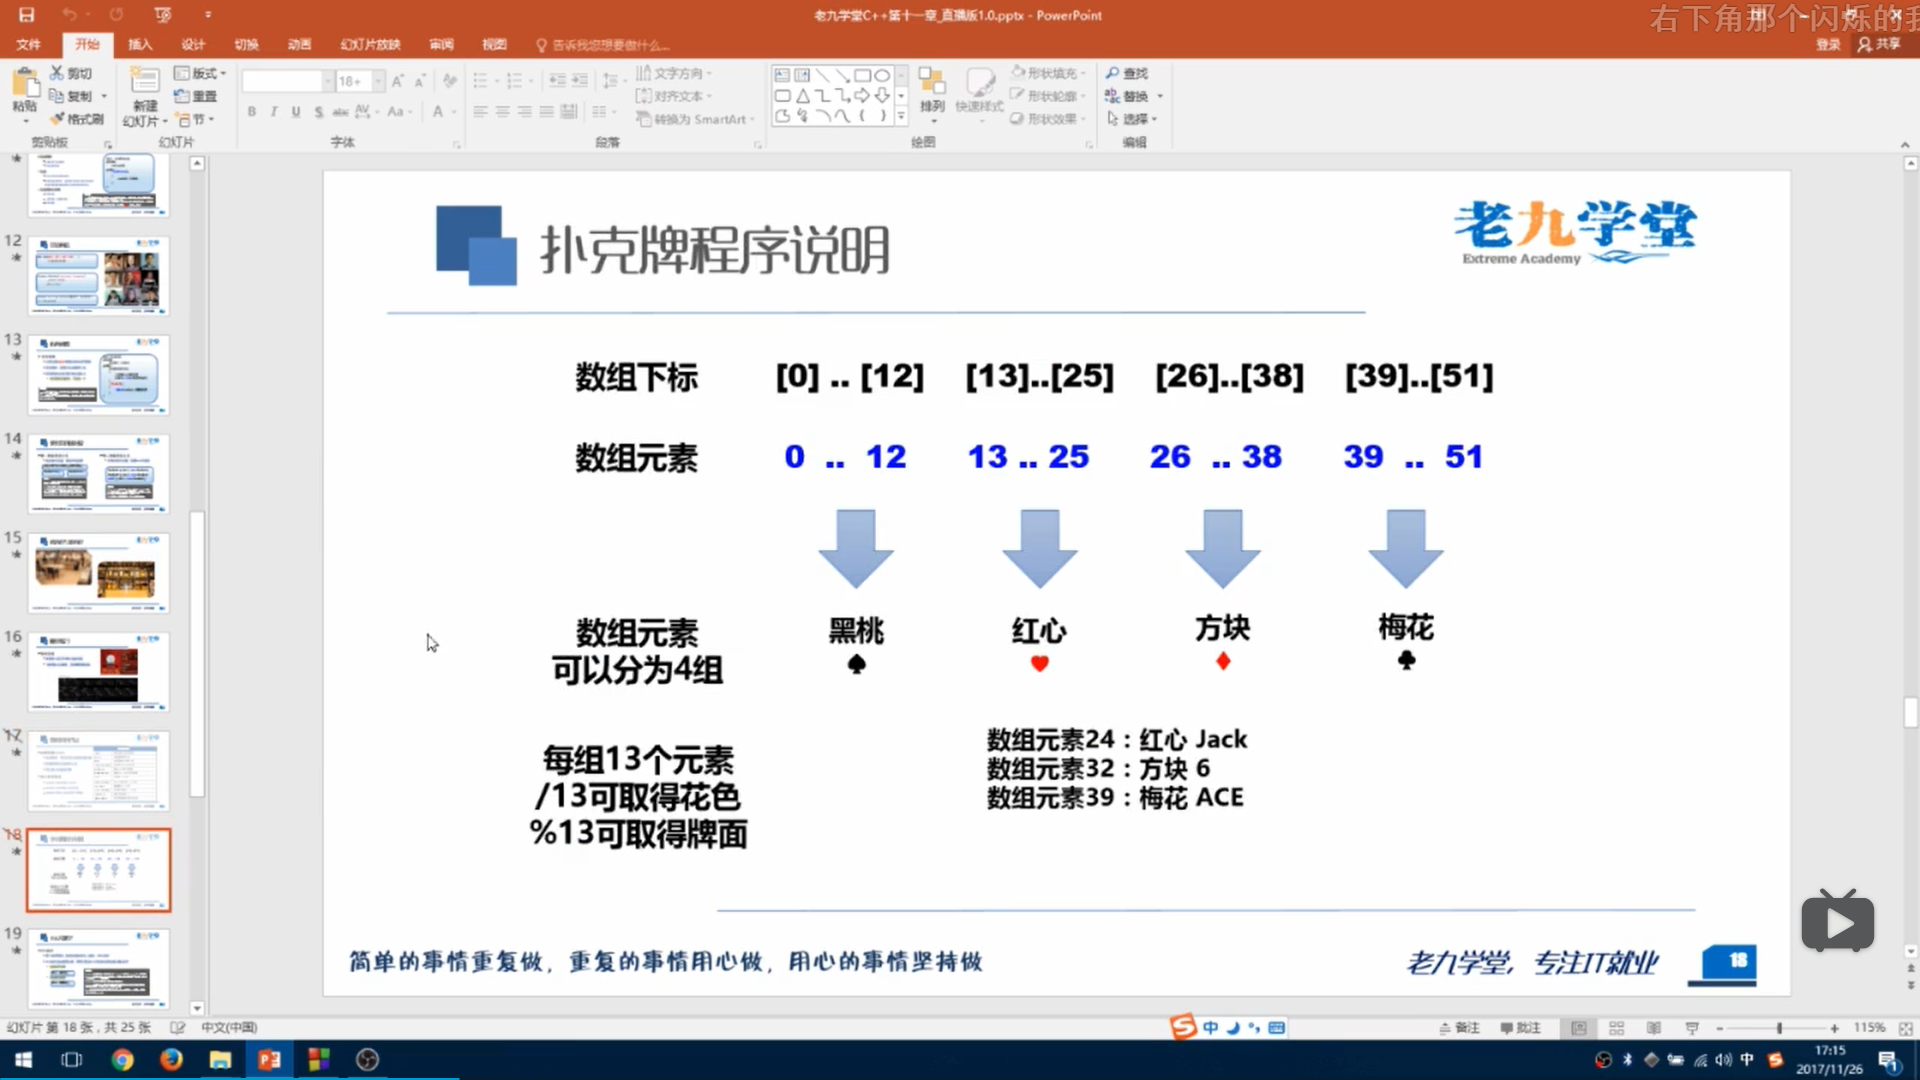 老九学堂C++第十一章_直播版1.0.pptx - PowerPoint
右下角那个闪烁的我
文件 开始 插入 设计 切换 动画 幻灯片放映 审阅 视图 告诉我您想要做什么... 登录 共享
粘贴 剪切 复制 格式刷 剪贴板
新建 幻灯片 版式 重置 节 幻灯片
18+ 字体
文字方向 对齐文本 转换为 SmartArt 段落
排列 快速样式 形状填充 形状轮廓 形状效果 绘图
查找 替换 选择 编辑
12
13
14
15
16
17
18
19
扑克牌程序说明
老九学堂
Extreme Academy
数组下标 [0] .. [12] [13]..[25] [26]..[38] [39]..[51]
数组元素 0 .. 12 13 .. 25 26 .. 38 39 .. 51
数组元素
可以分为4组
黑桃 红心 方块 梅花
每组13个元素
/13可取得花色
%13可取得牌面
数组元素24：红心 Jack
数组元素32：方块 6
数组元素39：梅花 ACE
简单的事情重复做，重复的事情用心做，用心的事情坚持做
老九学堂，专注IT就业
18
幻灯片 第 18 张，共 25 张 中文(中国) 中 备注 批注 115%
中 17:15
2017/11/26